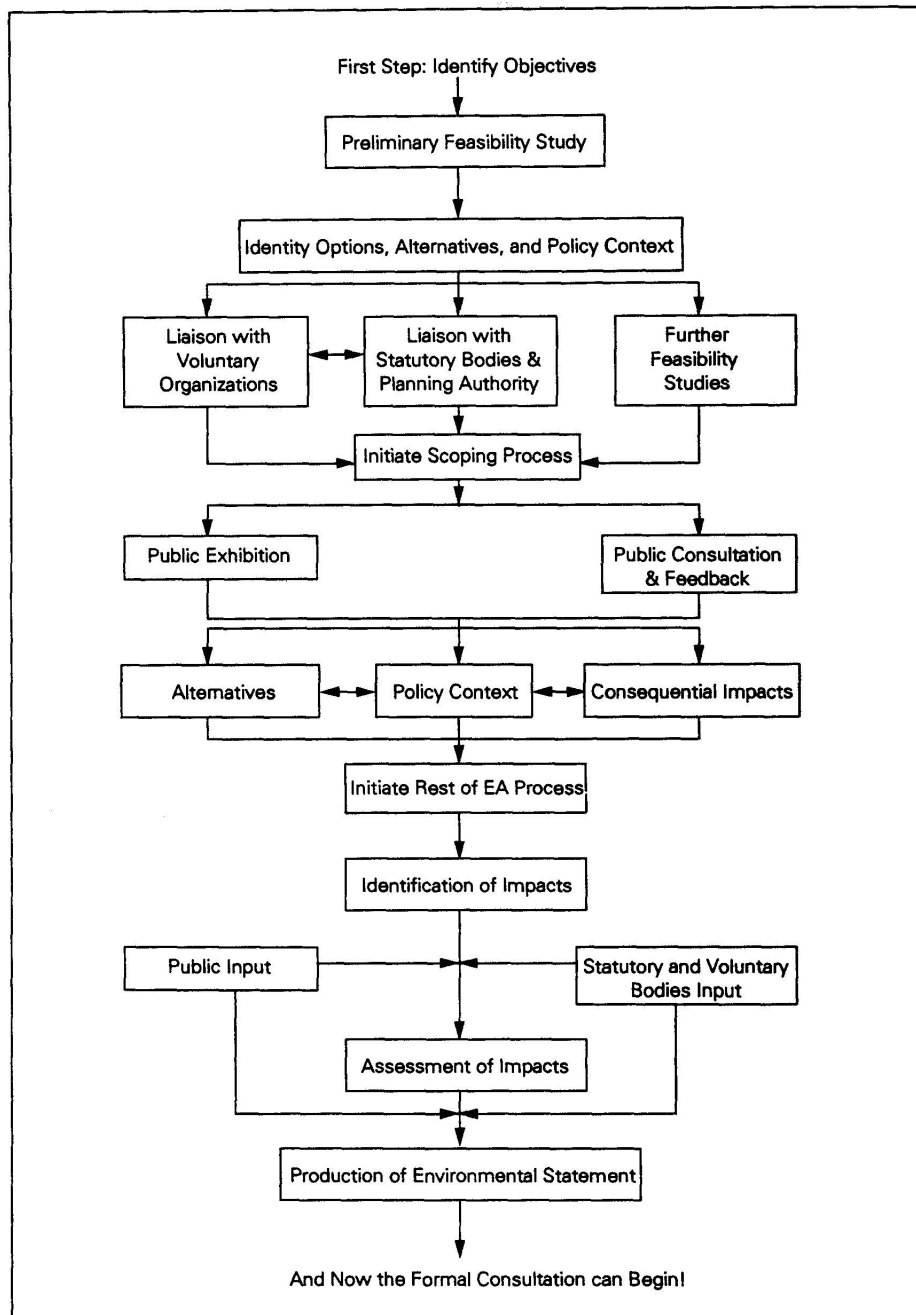 First Step: Identify Objectives
Preliminary Feasibility Study
Identity Options, Alternatives, and Policy Context
Liaison with
Voluntary
Organizations
Liaison with
Statutory Bodies &
Planning Authority
Further
Feasibility
Studies
Initiate Scoping Process
Public Exhibition
Public Consultation
& Feedback
Alternatives
Policy Context
Consequential Impacts
Initiate Rest of EA Process
Identification of Impacts
Public Input
Statutory and Voluntary
Bodies Input
Assessment of Impacts
Production of Environmental Statement
And Now the Formal Consultation can Begin!